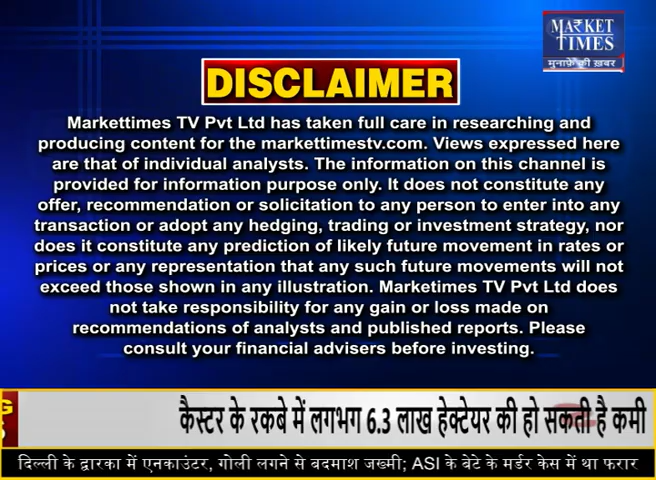 MARKET
TIMES
मुनाफ़े की ख़बर
DISCLAIMER
Markettimes TV Pvt Ltd has taken full care in researching and
producing content for the markettimestv.com. Views expressed here
are that of individual analysts. The information on this channel is
provided for information purpose only. It does not constitute any
offer, recommendation or solicitation to any person to enter into any
transaction or adopt any hedging, trading or investment strategy, nor
does it constitute any prediction of likely future movement in rates or
prices or any representation that any such future movements will not
exceed those shown in any illustration. Marketimes TV Pvt Ltd does
not take responsibility for any gain or loss made on
recommendations of analysts and published reports. Please
consult your financial advisers before investing.
कैस्टर के रकबे में लगभग 6.3 लाख हेक्टेयर की हो सकती है कमी
दिल्ली के द्वारका में एनकाउंटर, गोली लगने से बदमाश जख्मी; ASI के बेटे के मर्डर केस में था फरार